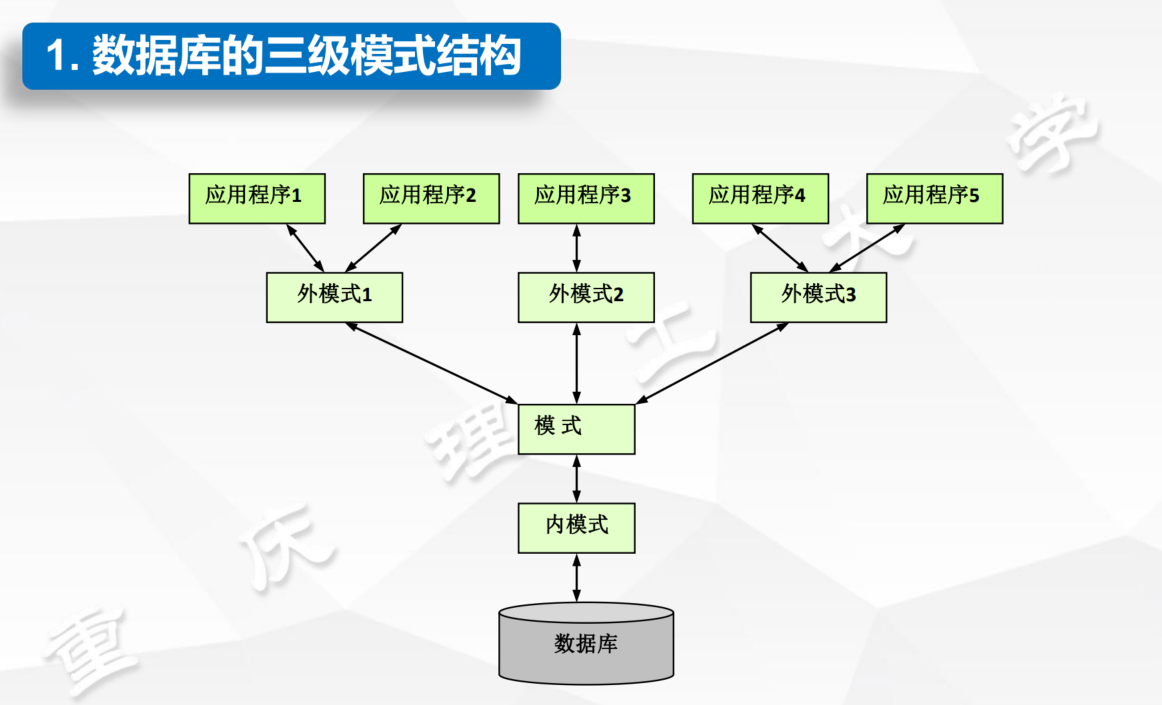 1. 数据库的三级模式结构
应用程序1
应用程序2
应用程序3
应用程序4
应用程序5
外模式1
外模式2
外模式3
模 式
内模式
数据库
重庆理工大学